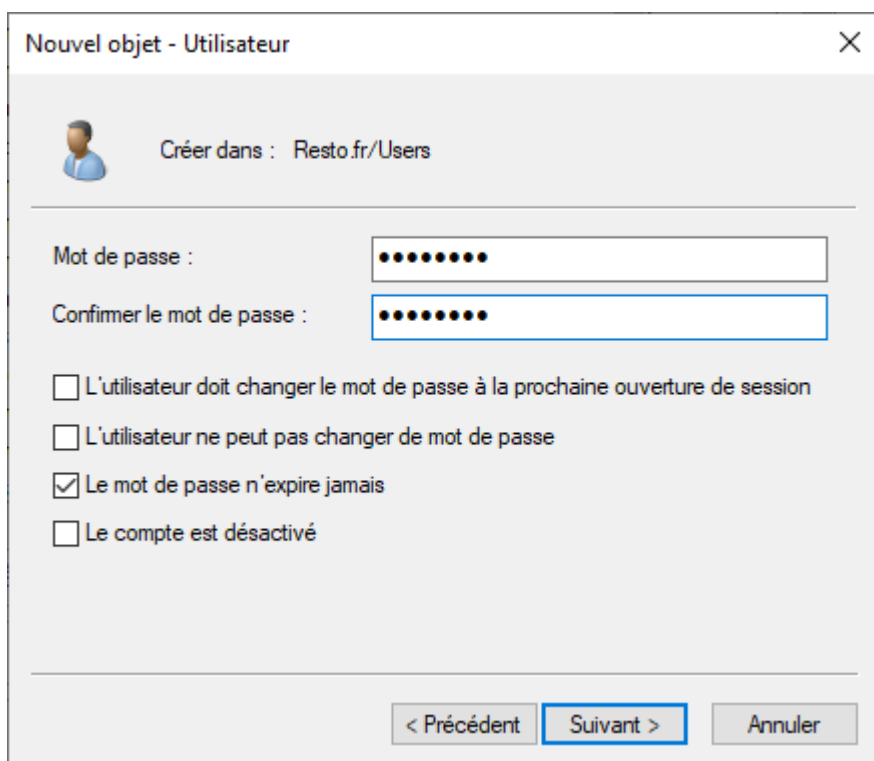 Nouvel objet - Utilisateur
Créer dans : Resto.fr/Users
Mot de passe : ●●●●●●●●
Confirmer le mot de passe : ●●●●●●●●
L'utilisateur doit changer le mot de passe à la prochaine ouverture de session
L'utilisateur ne peut pas changer de mot de passe
Le mot de passe n'expire jamais
Le compte est désactivé
< Précédent Suivant > Annuler